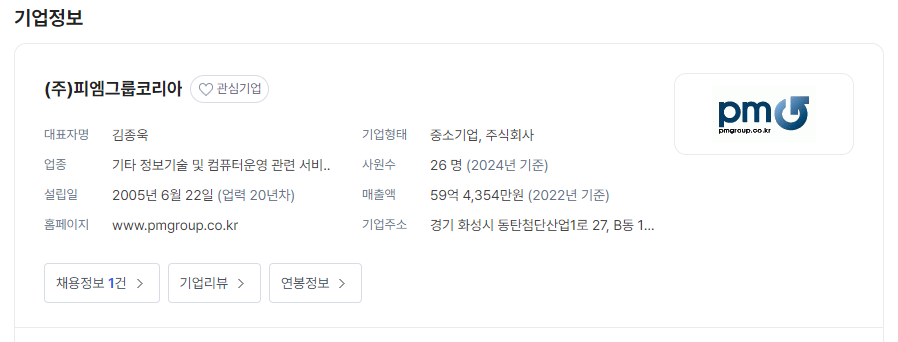 기업정보
(주)피엠그룹코리아 관심기업
pmG
pmgroup.co.kr
대표자명 김종욱 기업형태 중소기업, 주식회사
업종 기타 정보기술 및 컴퓨터운영 관련 서비.. 사원수 26 명 (2024년 기준)
설립일 2005년 6월 22일 (업력 20년차) 매출액 59억 4,354만원 (2022년 기준)
홈페이지 www.pmgroup.co.kr 기업주소 경기 화성시 동탄첨단산업1로 27, B동 1...
채용정보 1건 > 기업리뷰 > 연봉정보 >